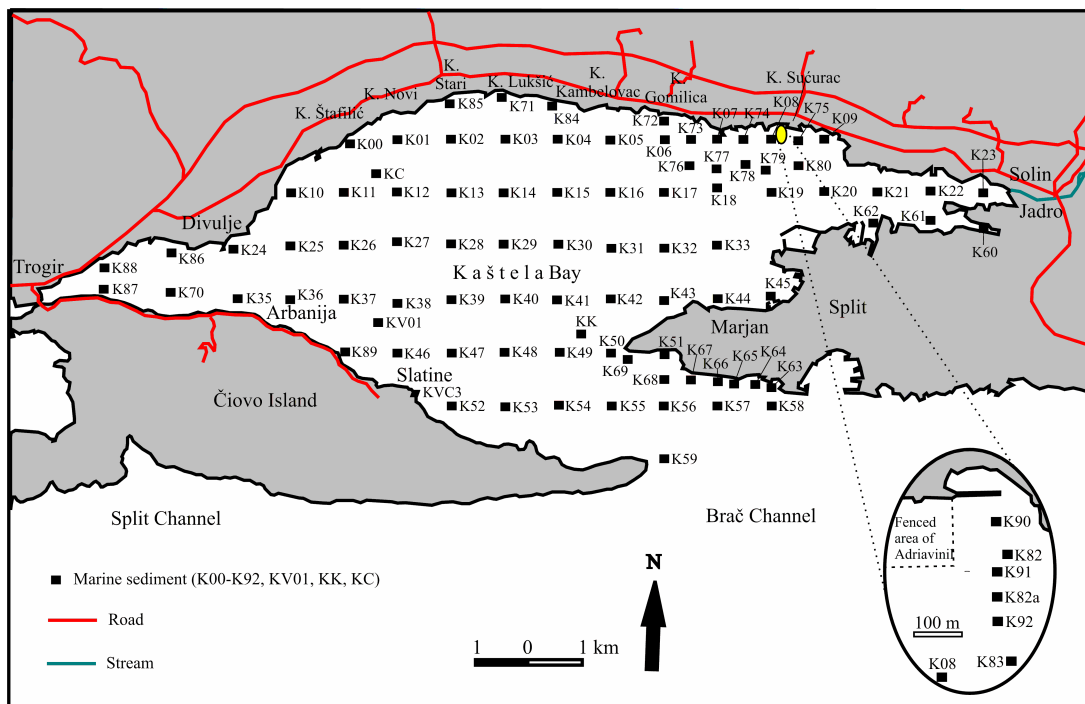 K. Sućurac
K.
K. Lukšić
K.
K.
Stari
K. Novi
Kambelovac
Gomilica
K. Štafilić
K85
K71
K84
K72
K73
K07
K74
K08
K75
K09
K00
K01
K02
K03
K04
K05
K06
K76
K77
K78
K79
K80
K23
Solin
KC
K10
K11
K12
K13
K14
K15
K16
K17
K18
K19
K20
K21
K22
Jadro
K62
K61
K60
Divulje
K24
K25
K26
K27
K28
K29
K30
K31
K32
K33
K86
Trogir
K88
K87
K70
Kaštela Bay
K35
K36
K37
K38
K39
K40
K41
K42
K43
K44
K45
Arbanija
KV01
KK
Marjan
Split
K89
K46
K47
K48
K49
K50
K51
K69
K67
K66
K65
K64
K63
K68
Slatine
KVC3
Čiovo Island
K52
K53
K54
K55
K56
K57
K58
K59
Split Channel
Brač Channel
Fenced
area of
Adriavinil
K90
K82
K91
K82a
K92
100 m
K08
K83
N
Marine sediment (K00-K92, KV01, KK, KC)
Road
Stream
1 0 1 km